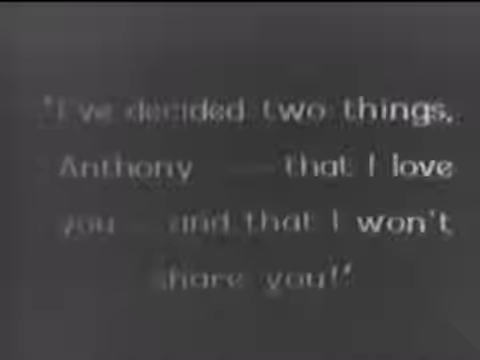 "I've decided two things,
Anthony — that I love
you — and that I won't
share you!"